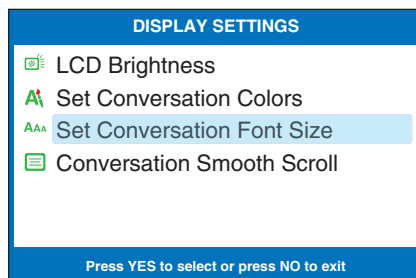 DISPLAY SETTINGS
LCD Brightness
Set Conversation Colors
AAA Set Conversation Font Size
Conversation Smooth Scroll
Press YES to select or press NO to exit